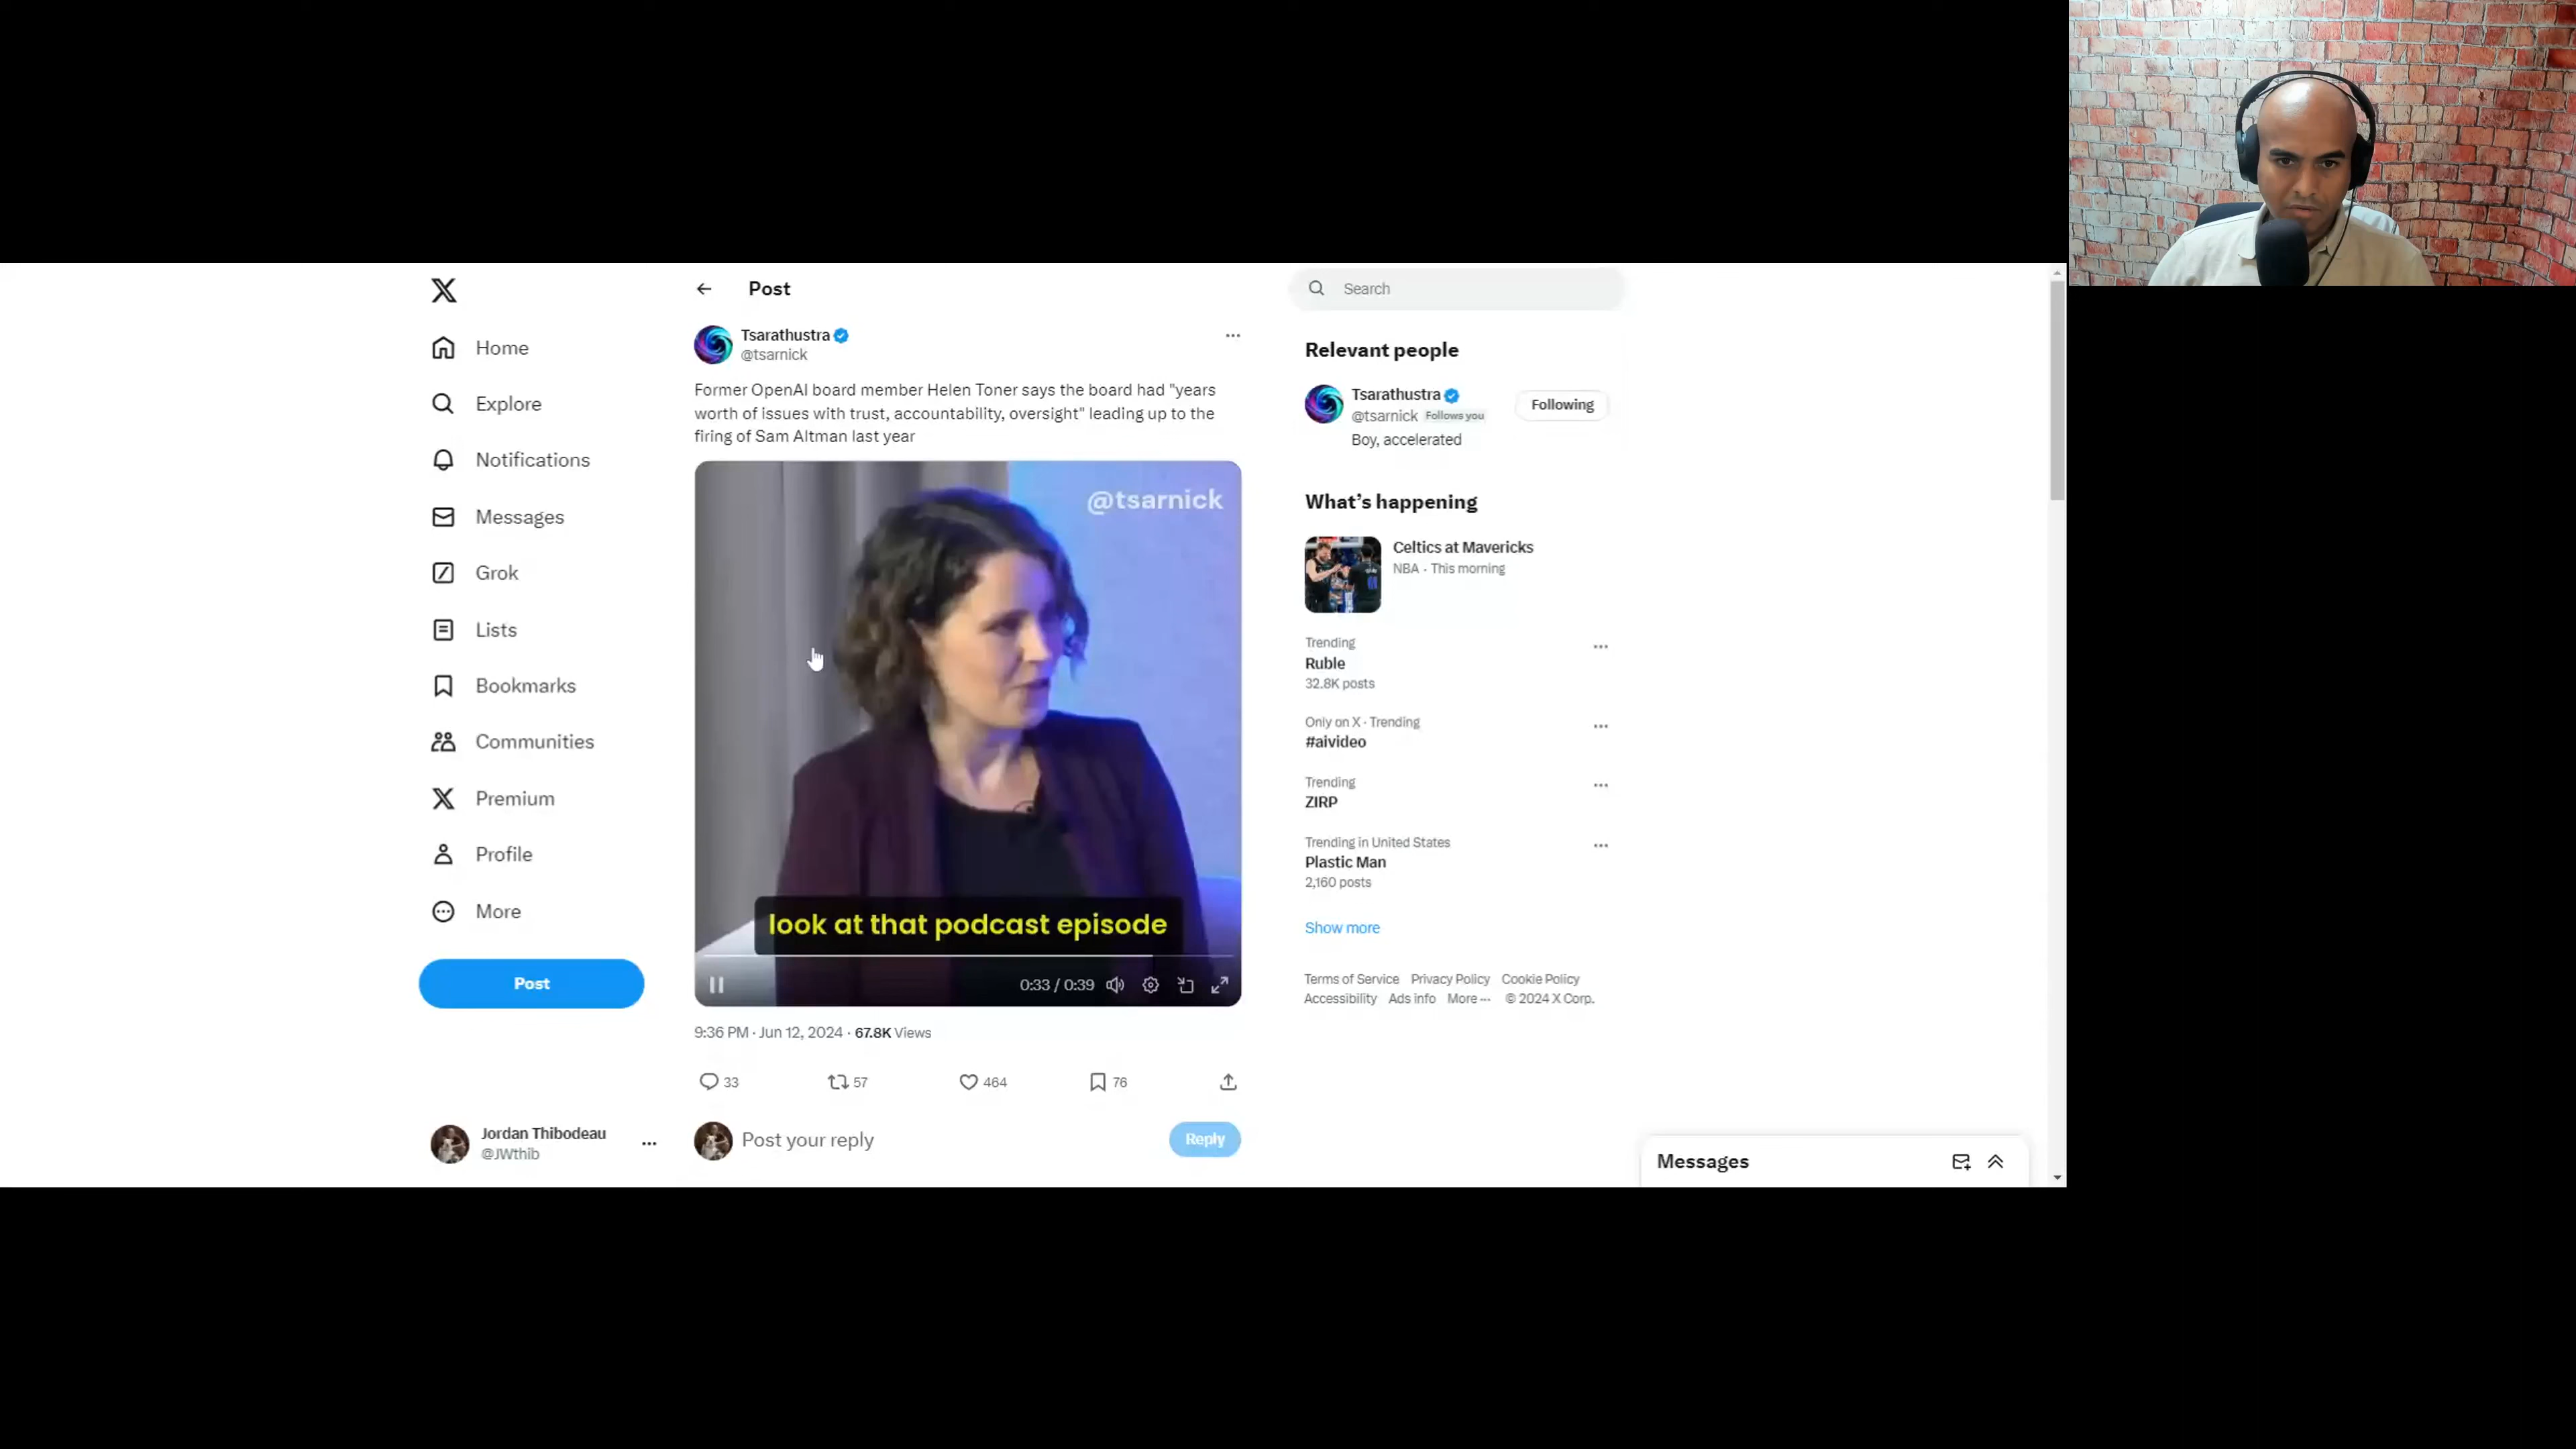 Home
Explore
Notifications
Messages
Grok
Lists
Bookmarks
Communities
Premium
Profile
More
Post
Jordan Thibodeau
@JWthib
Post
Tsarathustra
@tsarnick
Former OpenAI board member Helen Toner says the board had "years
worth of issues with trust, accountability, oversight" leading up to the
firing of Sam Altman last year
@tsarnick
look at that podcast episode
0:33 / 0:39
9:36 PM · Jun 12, 2024 · 67.8K Views
33 57 464 76
Post your reply
Reply
Search
Relevant people
Tsarathustra
@tsarnick Follows you
Following
Boy, accelerated
What's happening
Celtics at Mavericks
NBA · This morning
Trending
Ruble
32.8K posts
Only on X · Trending
#aivideo
Trending
ZIRP
Trending in United States
Plastic Man
2,160 posts
Show more
Terms of Service Privacy Policy Cookie Policy
Accessibility Ads info More ··· © 2024 X Corp.
Messages